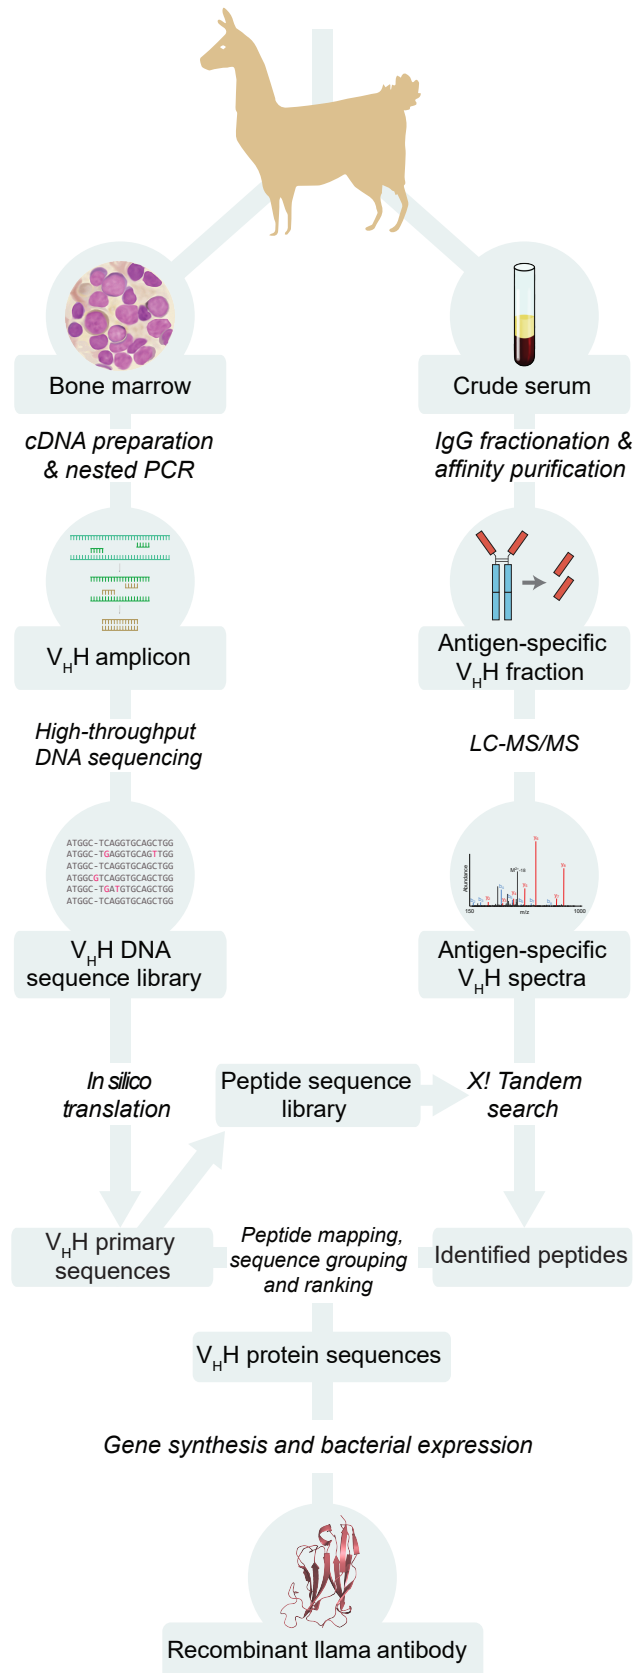 Bone marrow
Crude serum
cDNA preparation
& nested PCR
IgG fractionation &
affinity purification
VHH amplicon
Antigen-specific
VHH fraction
High-throughput
DNA sequencing
LC-MS/MS
ATGGC-TCAGGTGCAGCTGG
ATGGC-TGAGGTGCAGTTGG
ATGGC-TCAGGTGCAGCTGG
ATGGCGTCAGGTGCAGCTGG
ATGGC-TGATGTGCAGCTGG
ATGGC-TCAGGTGCAGCTGG
Abundance
150
m/z
1000
VHH DNA
sequence library
Antigen-specific
VHH spectra
In silico
translation
Peptide sequence
library
X! Tandem
search
VHH primary
sequences
Peptide mapping,
sequence grouping
and ranking
Identified peptides
VHH protein sequences
Gene synthesis and bacterial expression
Recombinant llama antibody